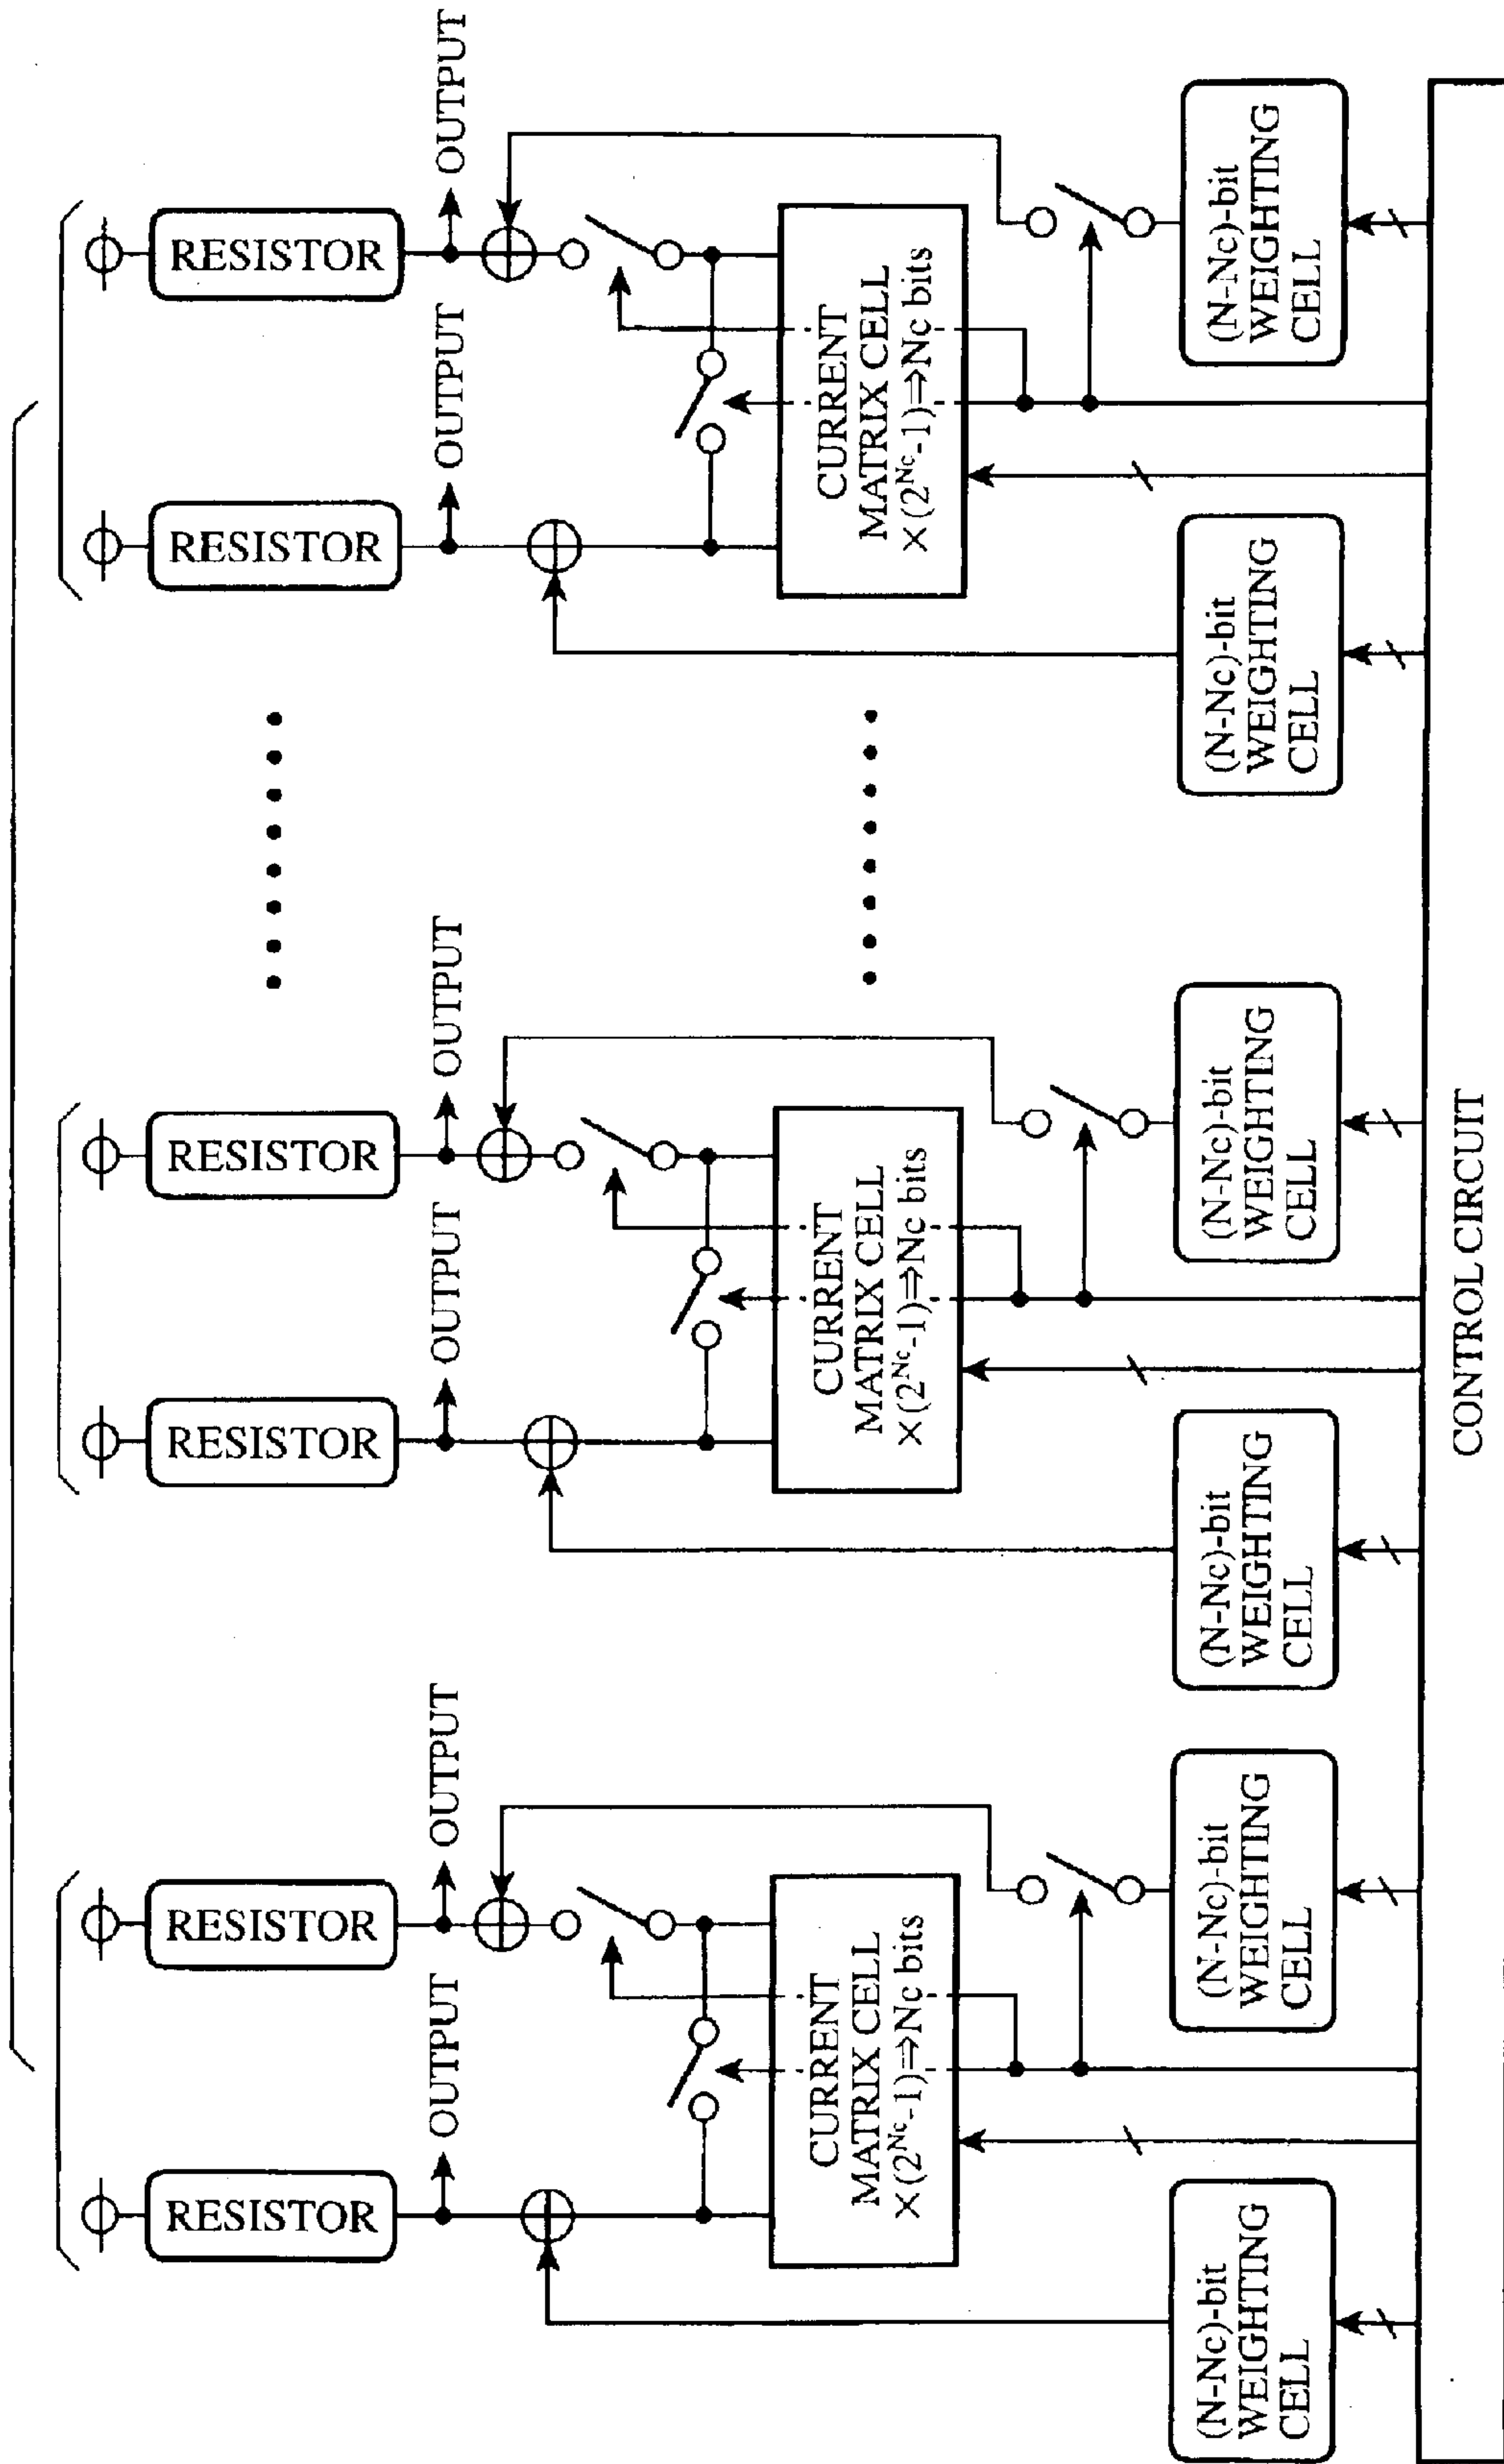 RESISTOR
OUTPUT
RESISTOR
OUTPUT
CURRENT
MATRIX CELL
×(2^Nc-1)⇒Nc bits
(N-Nc)-bit
WEIGHTING
CELL
(N-Nc)-bit
WEIGHTING
CELL
RESISTOR
OUTPUT
RESISTOR
OUTPUT
CURRENT
MATRIX CELL
×(2^Nc-1)⇒Nc bits
(N-Nc)-bit
WEIGHTING
CELL
(N-Nc)-bit
WEIGHTING
CELL
RESISTOR
OUTPUT
RESISTOR
OUTPUT
CURRENT
MATRIX CELL
×(2^Nc-1)⇒Nc bits
(N-Nc)-bit
WEIGHTING
CELL
(N-Nc)-bit
WEIGHTING
CELL
CONTROL CIRCUIT